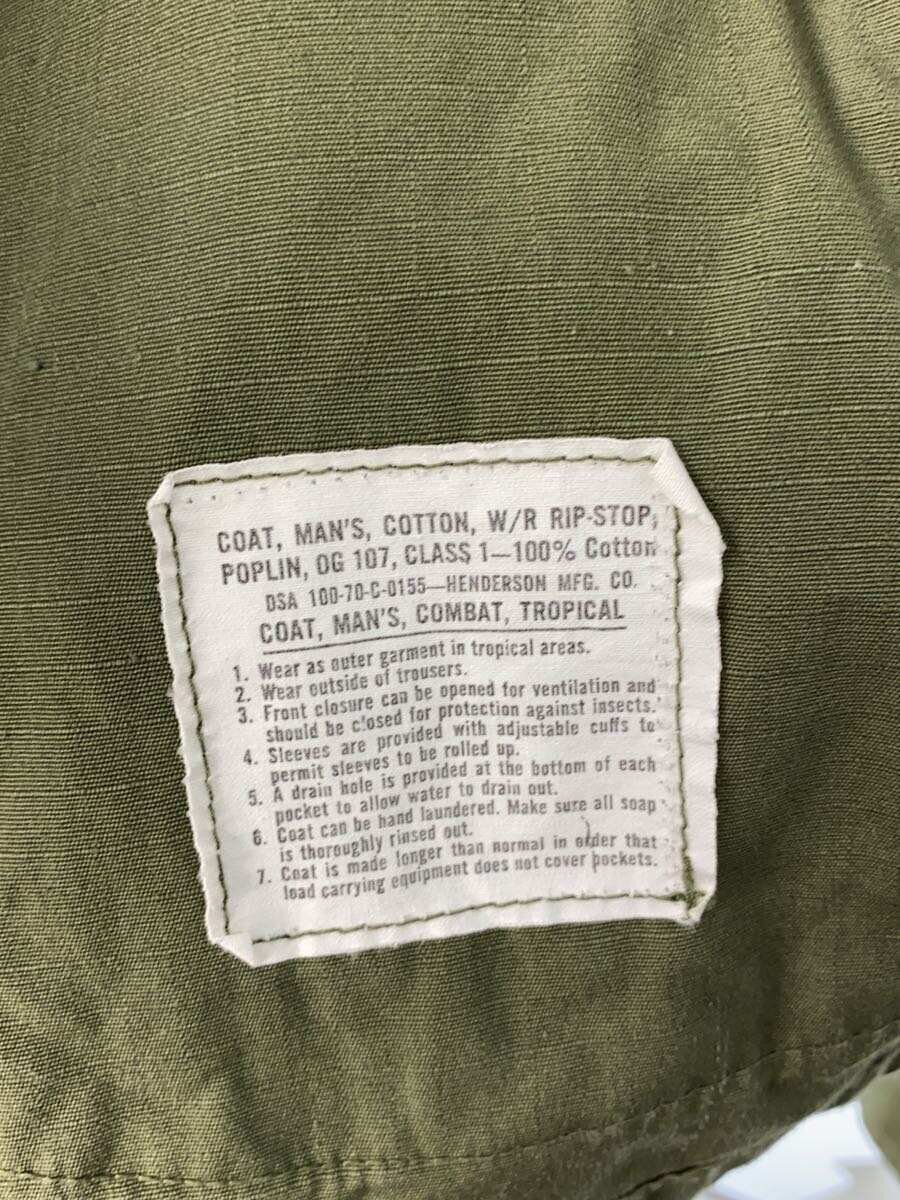 COAT, MAN'S, COTTON, W/R RIP-STOP,
POPLIN, OG 107, CLASS 1—100% Cotton
DSA 100-70-C-0155—HENDERSON MFG. CO.
COAT, MAN'S, COMBAT, TROPICAL
1. Wear as outer garment in tropical areas.
2. Wear outside of trousers.
3. Front closure can be opened for ventilation and
should be closed for protection against insects.
4. Sleeves are provided with adjustable cuffs to
permit sleeves to be rolled up.
5. A drain hole is provided at the bottom of each
pocket to allow water to drain out.
6. Coat can be hand laundered. Make sure all soap
is thoroughly rinsed out.
7. Coat is made longer than normal in order that
load carrying equipment does not cover pockets.